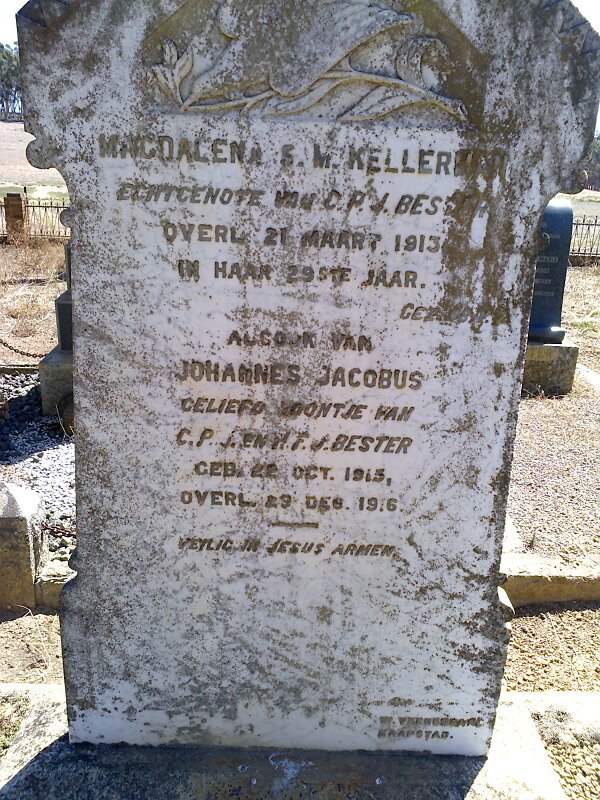 MAGDALENA S. M. KELLERMAN
ECHTGENOTE VAN C. P. J. BESTER
OVERL. 21 MAART 1913
IN HAAR 29STE JAAR.
ALSOOK VAN
JOHANNES JACOBUS
GELIEFD ZOONTJE VAN
C. P. J. EN H. F. J. BESTER
GEB. 22 OCT. 1915,
OVERL. 29 DEC. 1916.
VEILIG IN JESUS ARMEN.
KAAPSTAD.